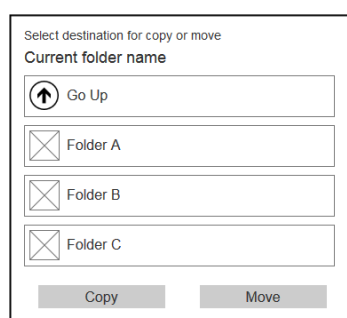 Select destination for copy or move
Current folder name
Go Up
Folder A
Folder B
Folder C
Copy Move